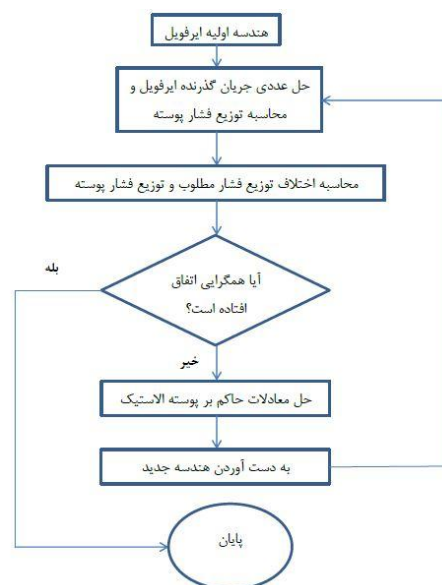 هندسه اولیه ایرفویل
حل عددی جریان گذرنده ایرفویل و
محاسبه توزیع فشار پوسته
محاسبه اختلاف توزیع فشار مطلوب و توزیع فشار پوسته
آیا همگرایی اتفاق
افتاده است؟
بله
خیر
حل معادلات حاکم بر پوسته الاستیک
به دست آوردن هندسه جدید
پایان